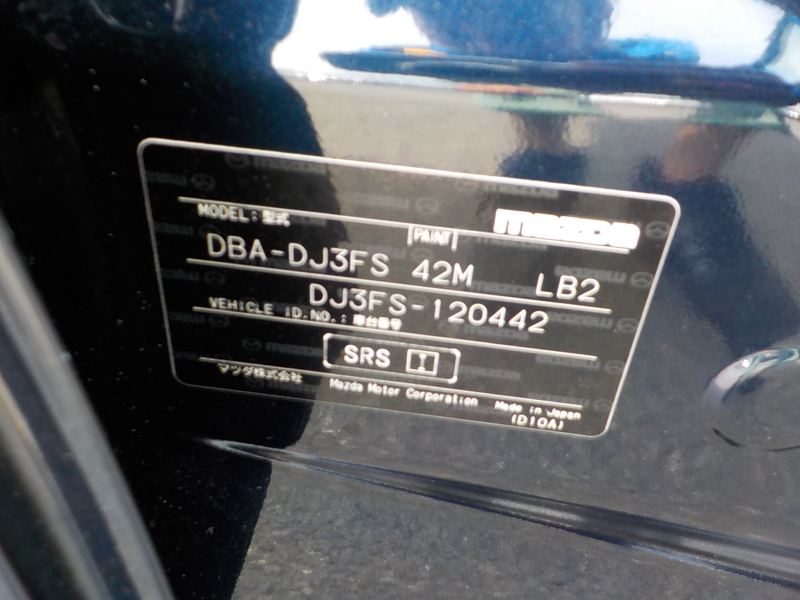 MODEL:型式
PAINT
mazda
DBA-DJ3FS 42M LB2
DJ3FS-120442
VEHICLE ID.NO.:車台番号
SRS I
マツダ株式会社 Mazda Motor Corporation Made in Japan
(D10A)